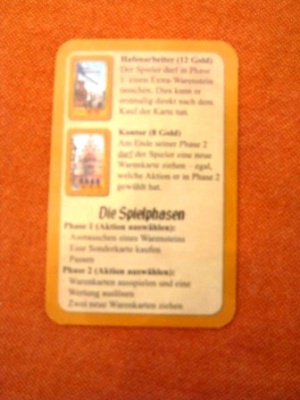 Hafenarbeiter (12 Gold)
Der Spieler darf in Phase
1 einen Extra-Warenstein
tauschen. Dies kann er
erstmalig direkt nach dem
Kauf der Karte tun.
Kontor (8 Gold)
Am Ende seiner Phase 2
darf der Spieler eine neue
Warenkarte ziehen – egal,
welche Aktion er in Phase 2
gewählt hat.
Die Spielphasen
Phase 1 (Aktion auswählen):
Austauschen eines Warensteins
Eine Sonderkarte kaufen
Passen
Phase 2 (Aktion auswählen):
Warenkarten ausspielen und eine
Wertung auslösen
Zwei neue Warenkarten ziehen